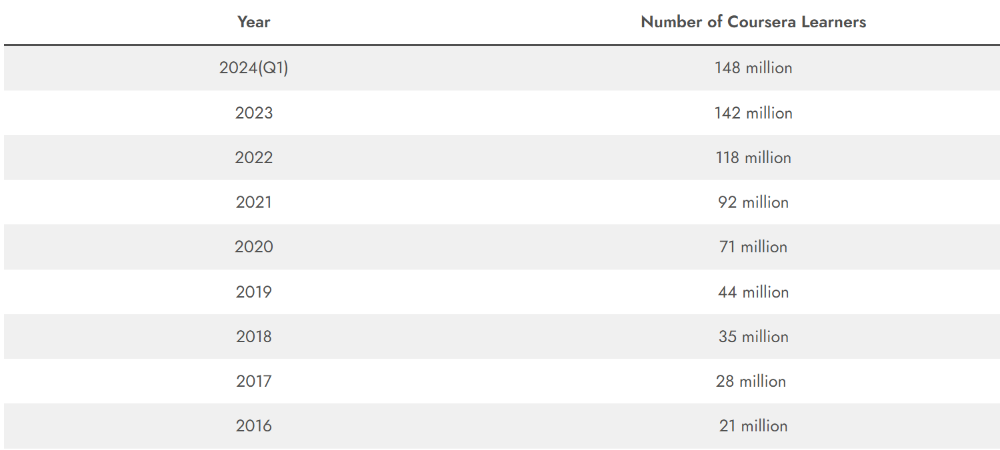 Year Number of Coursera Learners
2024(Q1) 148 million
2023 142 million
2022 118 million
2021 92 million
2020 71 million
2019 44 million
2018 35 million
2017 28 million
2016 21 million